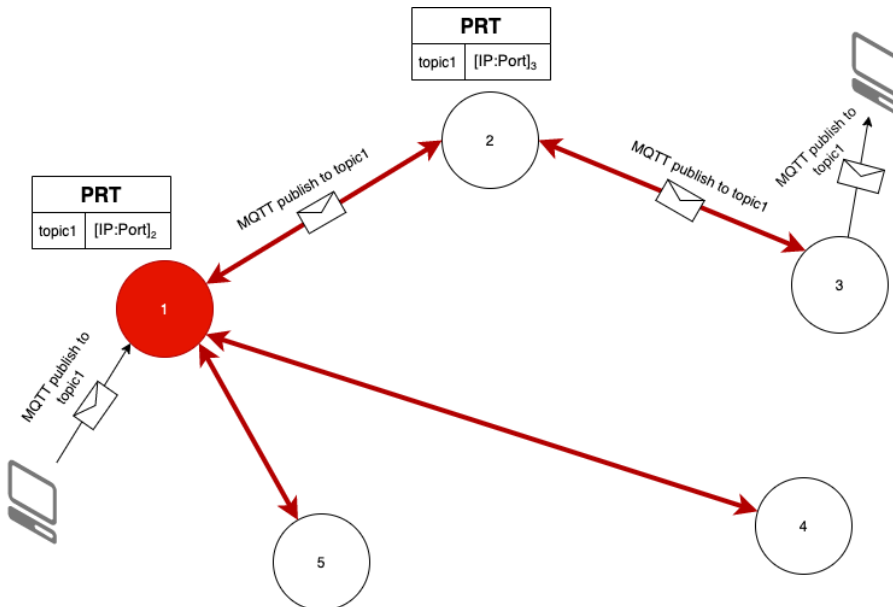 PRT
topic1 [IP:Port]₃
2
MQTT publish to topic1
MQTT publish to topic1
MQTT publish to
topic1
PRT
topic1 [IP:Port]₂
1
3
MQTT publish to
topic1
4
5